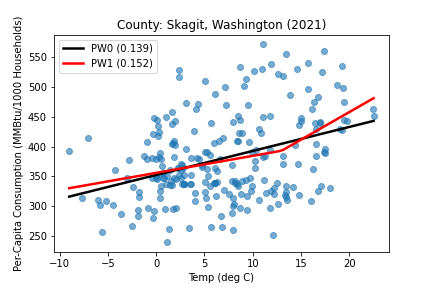 County: Skagit, Washington (2021)
PW0 (0.139)
PW1 (0.152)
Per-Capita Consumption (MMBtu/1000 Households)
550
500
450
400
350
300
250
−10 −5 0 5 10 15 20
Temp (deg C)